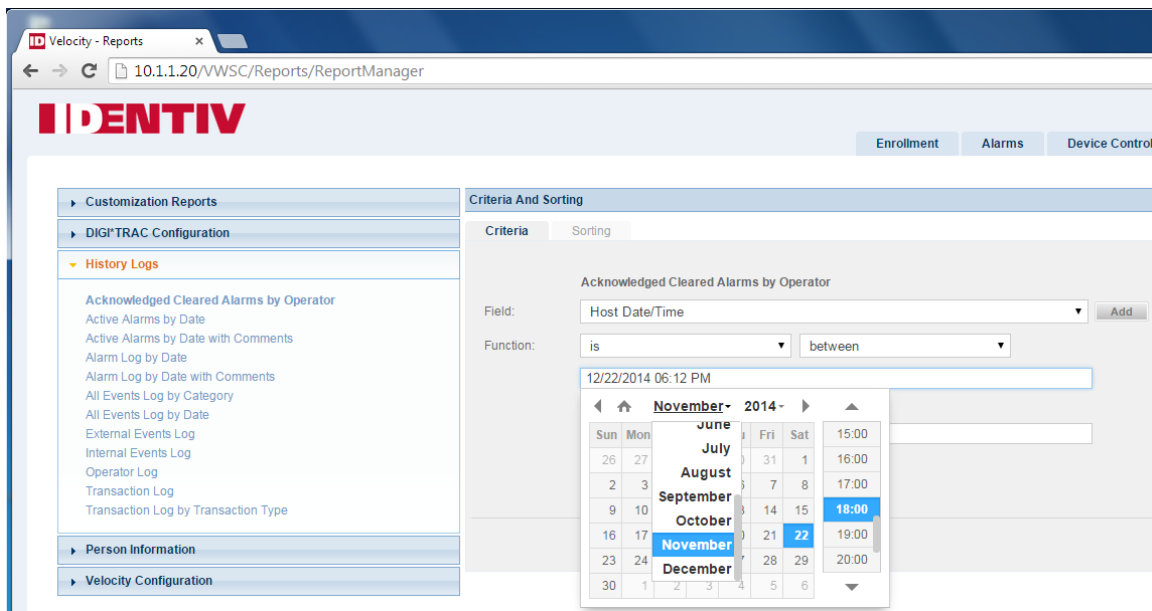 ID Velocity - Reports ×
10.1.1.20/VWSC/Reports/ReportManager
IDENTIV
Enrollment Alarms Device Control
Customization Reports
DIGI*TRAC Configuration
History Logs
Acknowledged Cleared Alarms by Operator
Active Alarms by Date
Active Alarms by Date with Comments
Alarm Log by Date
Alarm Log by Date with Comments
All Events Log by Category
All Events Log by Date
External Events Log
Internal Events Log
Operator Log
Transaction Log
Transaction Log by Transaction Type
Person Information
Velocity Configuration
Criteria And Sorting
Criteria Sorting
Acknowledged Cleared Alarms by Operator
Field: Host Date/Time Add
Function: is between
12/22/2014 06:12 PM
November 2014
Sun Mon Fri Sat
26 27 31 1
2 3 7 8
9 10 14 15
16 17 21 22
23 24 28 29
30 1 2 3 4 5 6
June
July
August
September
October
November
December
15:00
16:00
17:00
18:00
19:00
20:00